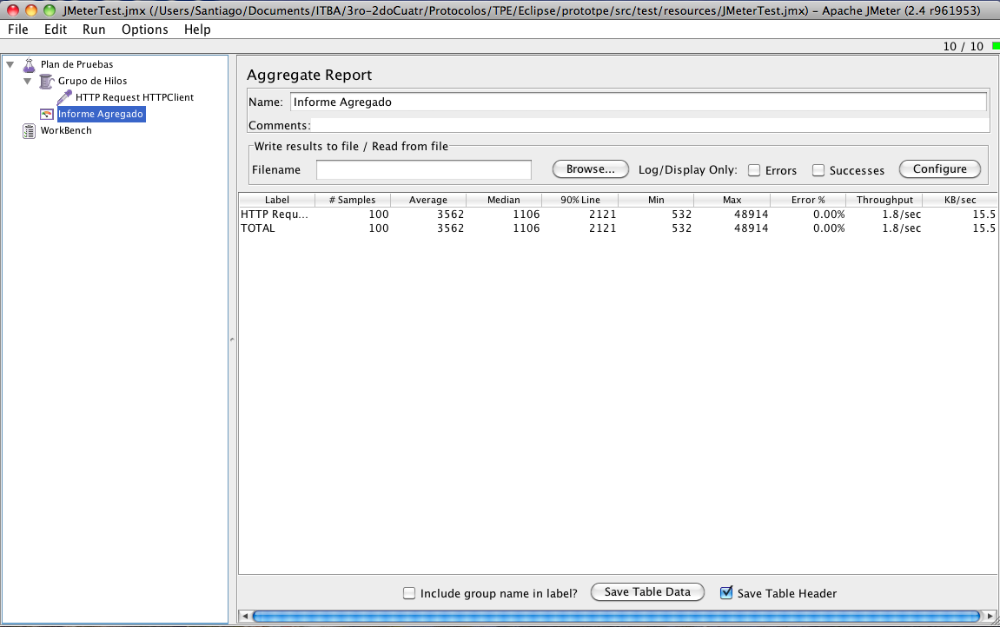 JMeterTest.jmx (/Users/Santiago/Documents/ITBA/3ro-2doCuatr/Protocolos/TPE/Eclipse/prototpe/src/test/resources/JMeterTest.jmx) - Apache JMeter (2.4 r961953)
File Edit Run Options Help
10 / 10
Plan de Pruebas
Grupo de Hilos
HTTP Request HTTPClient
Informe Agregado
WorkBench
Aggregate Report
Name: Informe Agregado
Comments:
Write results to file / Read from file
Filename Browse... Log/Display Only: Errors Successes Configure
Label # Samples Average Median 90% Line Min Max Error % Throughput KB/sec
HTTP Requ... 100 3562 1106 2121 532 48914 0.00% 1.8/sec 15.5
TOTAL 100 3562 1106 2121 532 48914 0.00% 1.8/sec 15.5
Include group name in label? Save Table Data Save Table Header